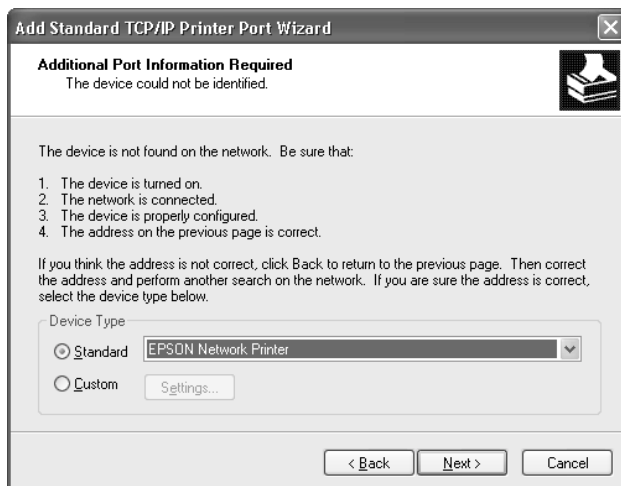 Add Standard TCP/IP Printer Port Wizard
Additional Port Information Required
The device could not be identified.
The device is not found on the network.  Be sure that:
1.  The device is turned on.
2.  The network is connected.
3.  The device is properly configured.
4.  The address on the previous page is correct.
If you think the address is not correct, click Back to return to the previous page.  Then correct
the address and perform another search on the network.  If you are sure the address is correct,
select the device type below.
Device Type
Standard
EPSON Network Printer
Custom
Settings...
< Back
Next >
Cancel